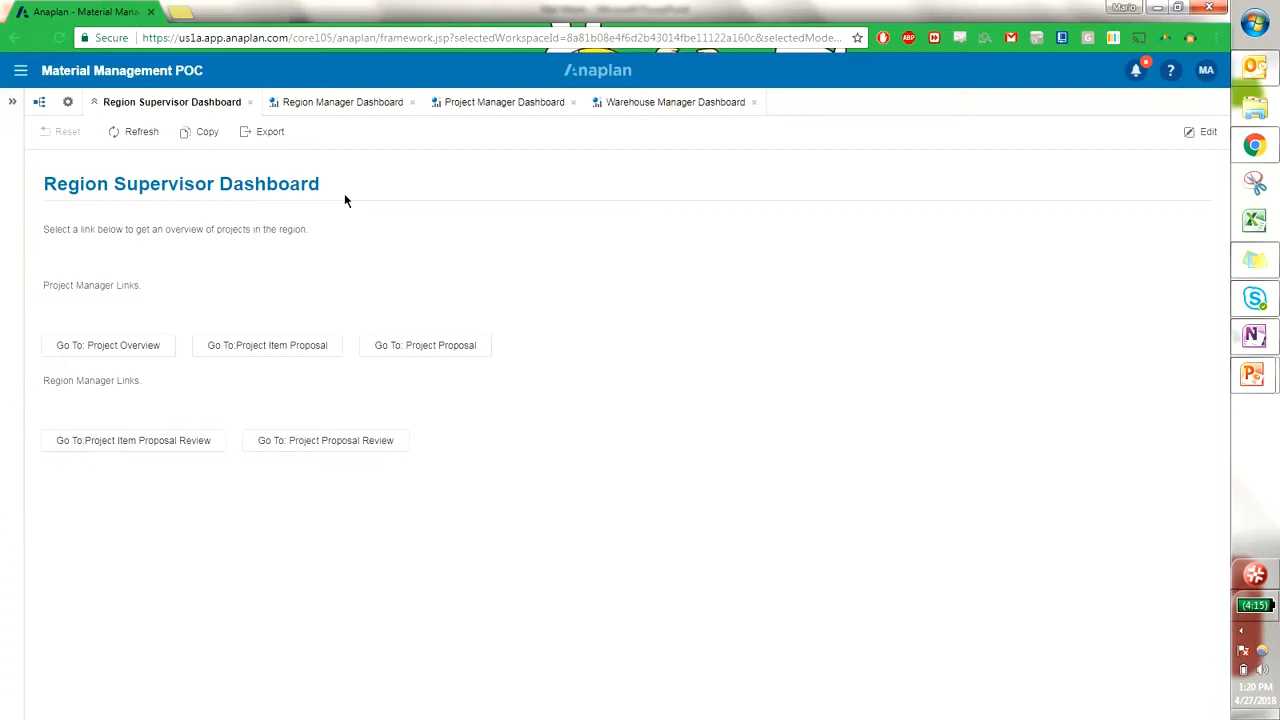 Anaplan - Material Mana
Mario
Secure
https://us1a.app.anaplan.com/core105/anaplan/framework.jsp?selectedWorkspaceId=8a81b08e4f6d2b43014fbe11122a160c&selectedMode...
Material Management POC
Anaplan
MA
Region Supervisor Dashboard
Region Manager Dashboard
Project Manager Dashboard
Warehouse Manager Dashboard
Reset
Refresh
Copy
Export
Edit
Region Supervisor Dashboard
Select a link below to get an overview of projects in the region.
Project Manager Links.
Go To: Project Overview
Go To:Project Item Proposal
Go To: Project Proposal
Region Manager Links.
Go To:Project Item Proposal Review
Go To: Project Proposal Review
(4:15)
1:20 PM
4/27/2018